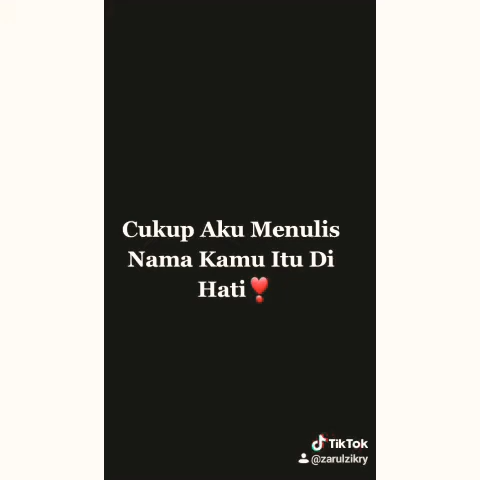 Cukup Aku Menulis
Nama Kamu Itu Di
Hati❣️
TikTok
@zarulzikry